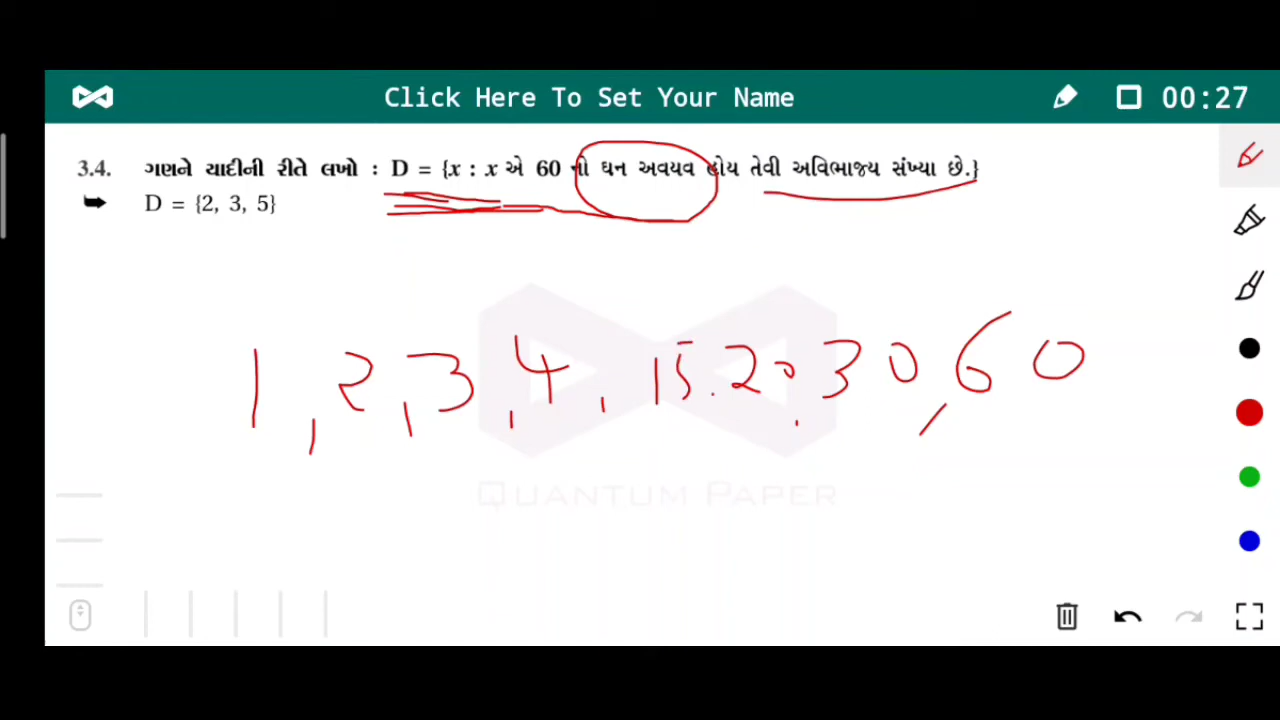 Click Here To Set Your Name
00:27
3.4. ગણને યાદીની રીતે લખો : D = {x : x એ 60 નો ઘન અવયવ હોય તેવી અવિભાજ્ય સંખ્યા છે.}
➥ D = {2, 3, 5}
1, 2, 3, 4, 15. 20, 30, 60
QUANTUM PAPER